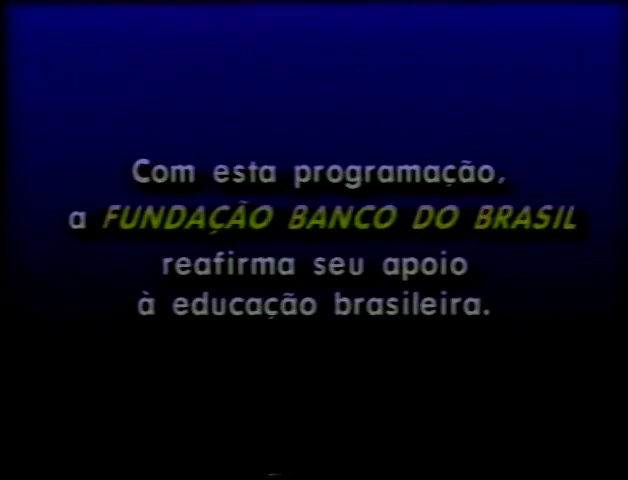 Com esta programação,
a FUNDAÇÃO BANCO DO BRASIL
reafirma seu apoio
à educação brasileira.